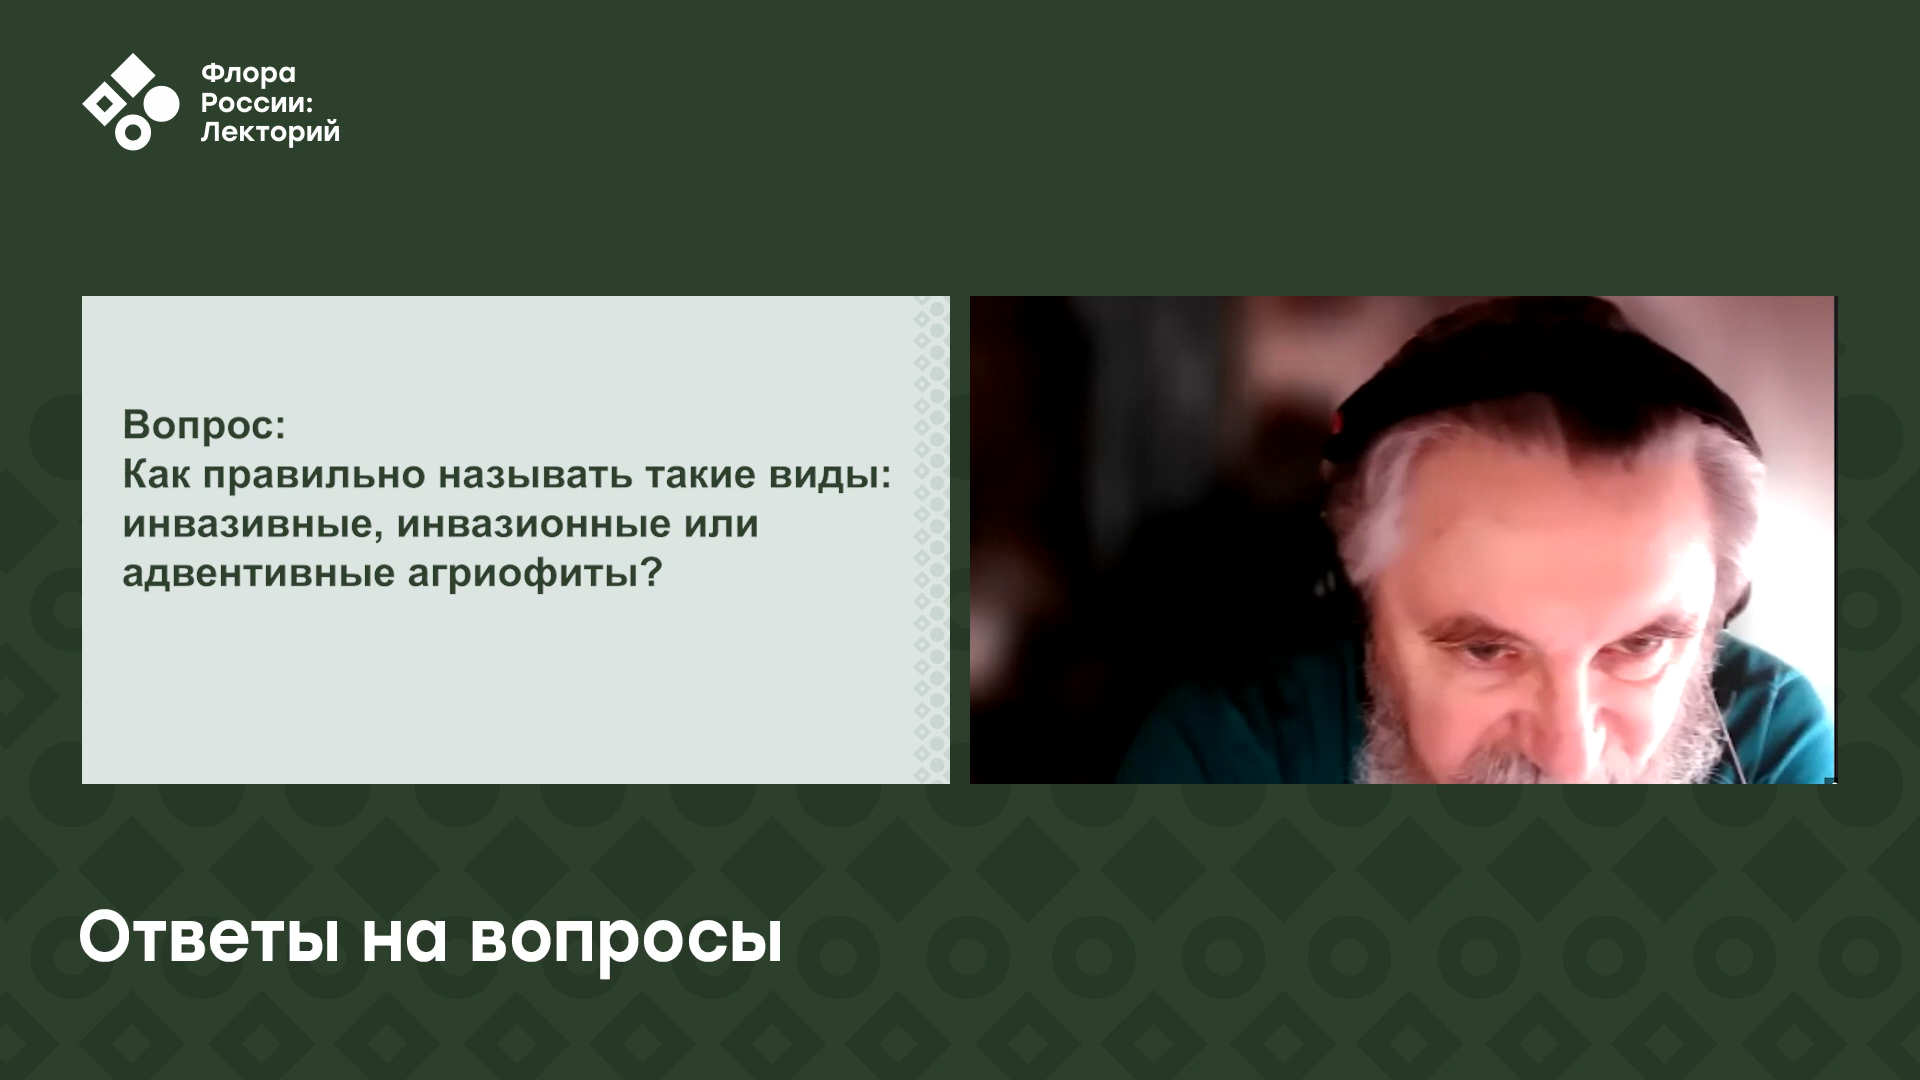 Флора
России:
Лекторий
Вопрос:
Как правильно называть такие виды:
инвазивные, инвазионные или
адвентивные агриофиты?
Ответы на вопросы